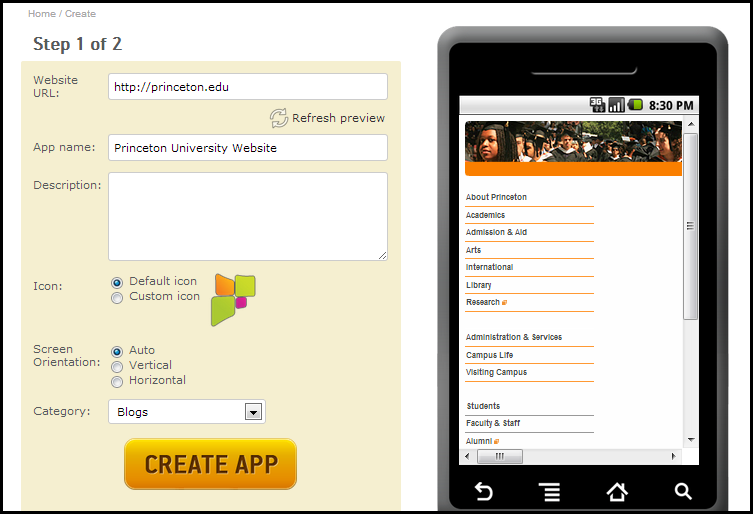 Home / Create
Step 1 of 2
Website URL:
http://princeton.edu
Refresh preview
App name:
Princeton University Website
Description:
Icon:
Default icon
Custom icon
Screen Orientation:
Auto
Vertical
Horizontal
Category:
Blogs
CREATE APP
3G 8:30 PM
About Princeton
Academics
Admission & Aid
Arts
International
Library
Research
Administration & Services
Campus Life
Visiting Campus
Students
Faculty & Staff
Alumni